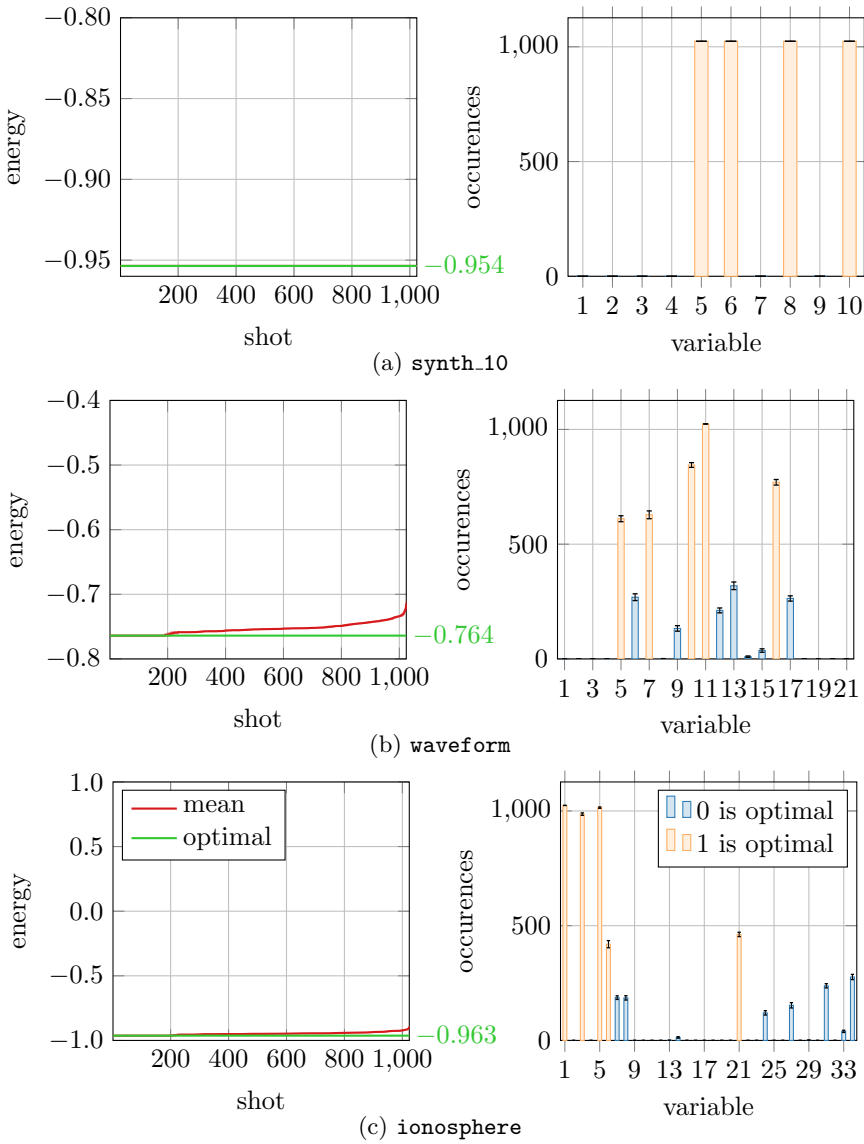 −0.80
−0.85
−0.90
−0.95
energy
200 400 600 800 1,000
shot
−0.954
1,000
500
0
occurences
1 2 3 4 5 6 7 8 9 10
variable
(a) synth_10
−0.4
−0.5
−0.6
−0.7
−0.8
energy
200 400 600 800 1,000
shot
−0.764
1,000
500
0
occurences
1 3 5 7 9 11 13 15 17 19 21
variable
(b) waveform
1.0
0.5
0.0
−0.5
−1.0
energy
mean
optimal
200 400 600 800 1,000
shot
−0.963
1,000
500
0
occurences
0 is optimal
1 is optimal
1 5 9 13 17 21 25 29 33
variable
(c) ionosphere